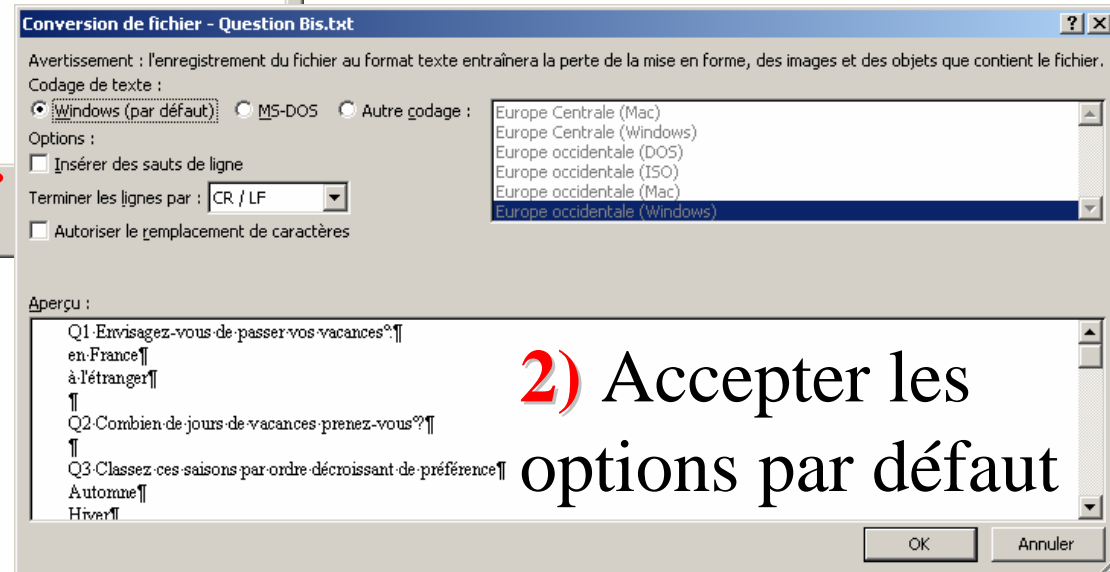 Conversion de fichier - Question Bis.txt
Avertissement : l'enregistrement du fichier au format texte entraînera la perte de la mise en forme, des images et des objets que contient le fichier.
Codage de texte :
Windows (par défaut) MS-DOS Autre codage :
Europe Centrale (Mac)
Europe Centrale (Windows)
Europe occidentale (DOS)
Europe occidentale (ISO)
Europe occidentale (Mac)
Europe occidentale (Windows)
Options :
Insérer des sauts de ligne
Terminer les lignes par : CR / LF
Autoriser le remplacement de caractères
Aperçu :
Q1·Envisagez-vous·de·passer·vos·vacances°:¶
en·France¶
à·l'étranger¶
¶
Q2·Combien·de·jours·de·vacances·prenez-vous°?¶
¶
Q3·Classez·ces·saisons·par·ordre·décroissant·de·préférence¶
Automne¶
Hiver¶
2) Accepter les
options par défaut
OK Annuler